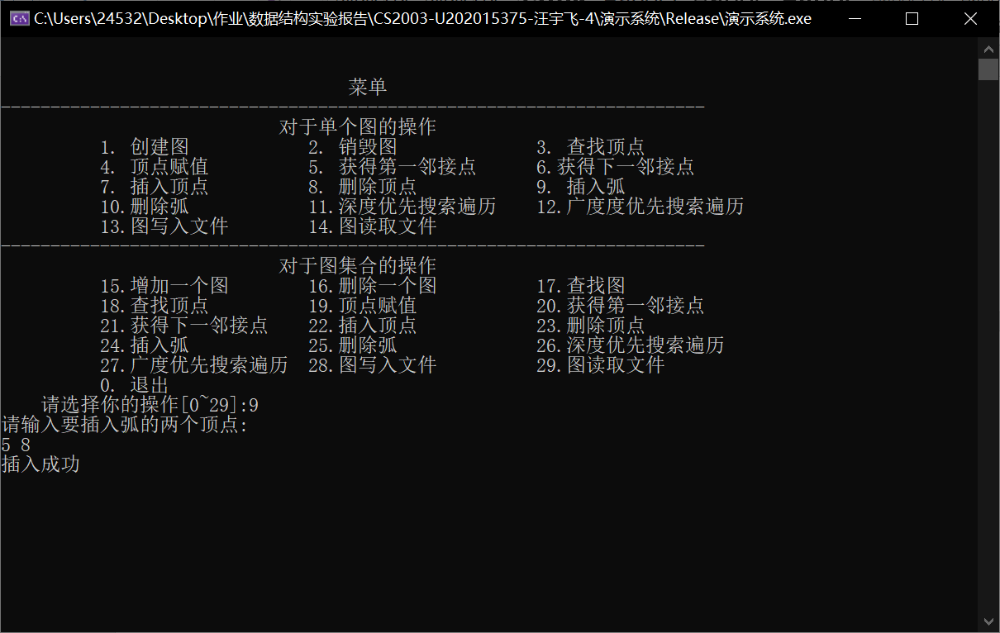 C:\Users\24532\Desktop\作业\数据结构实验报告\CS2003-U202015375-汪宇飞-4\演示系统\Release\演示系统.exe
菜单
-----------------------------------------------------------------------
对于单个图的操作
1. 创建图 2. 销毁图 3. 查找顶点
4. 顶点赋值 5. 获得第一邻接点 6.获得下一邻接点
7. 插入顶点 8. 删除顶点 9. 插入弧
10.删除弧 11.深度优先搜索遍历 12.广度度优先搜索遍历
13.图写入文件 14.图读取文件
-----------------------------------------------------------------------
对于图集合的操作
15.增加一个图 16.删除一个图 17.查找图
18.查找顶点 19.顶点赋值 20.获得第一邻接点
21.获得下一邻接点 22.插入顶点 23.删除顶点
24.插入弧 25.删除弧 26.深度优先搜索遍历
27.广度优先搜索遍历 28.图写入文件 29.图读取文件
0. 退出
请选择你的操作[0~29]:9
请输入要插入弧的两个顶点:
5 8
插入成功